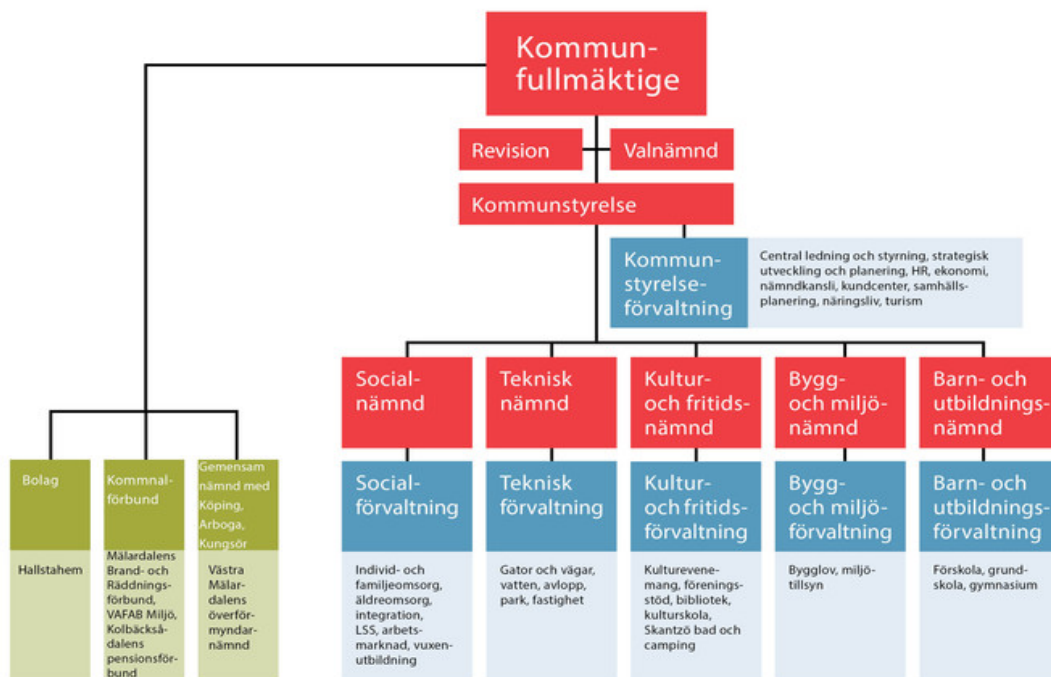 Kommun-
fullmäktige
Revision
Valnämnd
Kommunstyrelse
Kommun-
styrelse-
förvaltning
Central ledning och styrning, strategisk
utveckling och planering, HR, ekonomi,
nämndkansli, kundcenter, samhälls-
planering, näringsliv, turism
Social-
nämnd
Teknisk
nämnd
Kultur-
och fritids-
nämnd
Bygg-
och miljö-
nämnd
Barn- och
utbildnings-
nämnd
Bolag
Kommnal-
förbund
Gemensam
nämnd med
Köping,
Arboga,
Kungsör
Social-
förvaltning
Teknisk
förvaltning
Kultur-
och fritids-
förvaltning
Bygg-
och miljö-
förvaltning
Barn- och
utbildnings-
förvaltning
Hallstahem
Mälardalens
Brand- och
Räddnings-
förbund,
VAFAB Miljö,
Kolbäckså-
dalens
pensionsför-
bund
Västra
Mälar-
dalens
överför-
myndar-
nämnd
Individ- och
familjeomsorg,
äldreomsorg,
integration,
LSS, arbets-
marknad, vuxen-
utbildning
Gator och vägar,
vatten, avlopp,
park, fastighet
Kulturevene-
mang, förenings-
stöd, bibliotek,
kulturskola,
Skantzö bad och
camping
Bygglov, miljö-
tillsyn
Förskola, grund-
skola, gymnasium